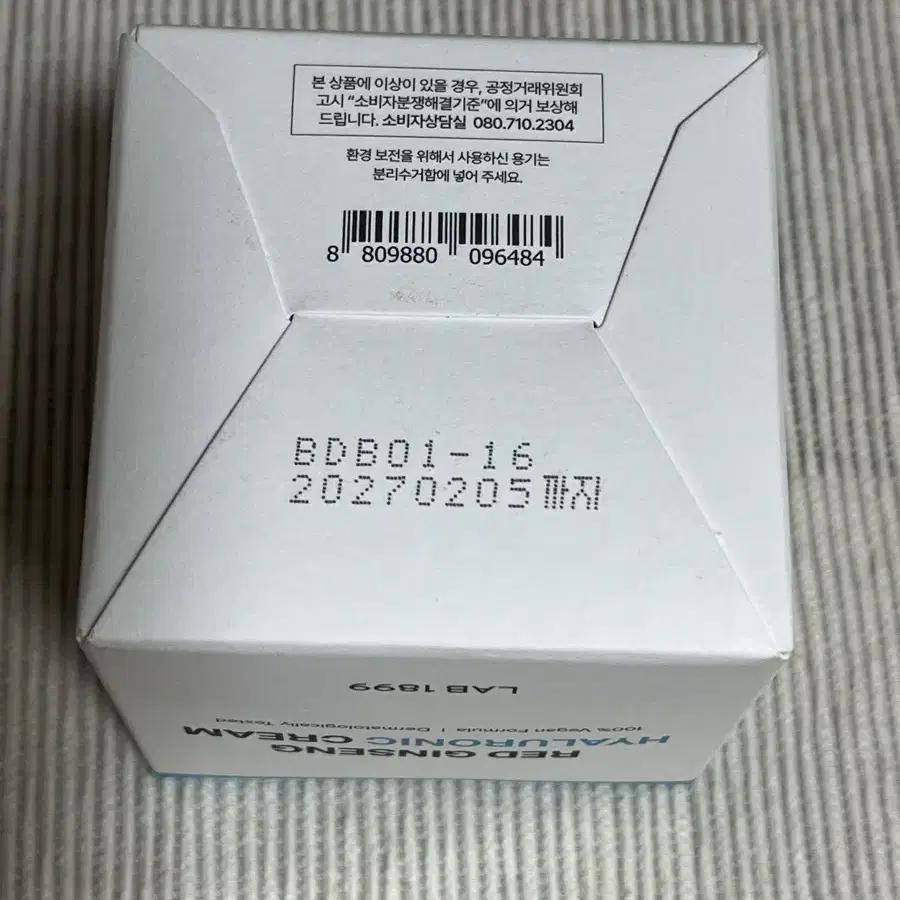 본 상품에 이상이 있을 경우, 공정거래위원회
고시 "소비자분쟁해결기준"에 의거 보상해
드립니다. 소비자상담실 080.710.2304
환경 보전을 위해서 사용하신 용기는
분리수거함에 넣어 주세요.
8 809880 096484
BDB01-16
20270205까지
LAB 1899
RED GINSENG
HYALURONIC CREAM
100% Vegan Formula | Dermatologically Tested